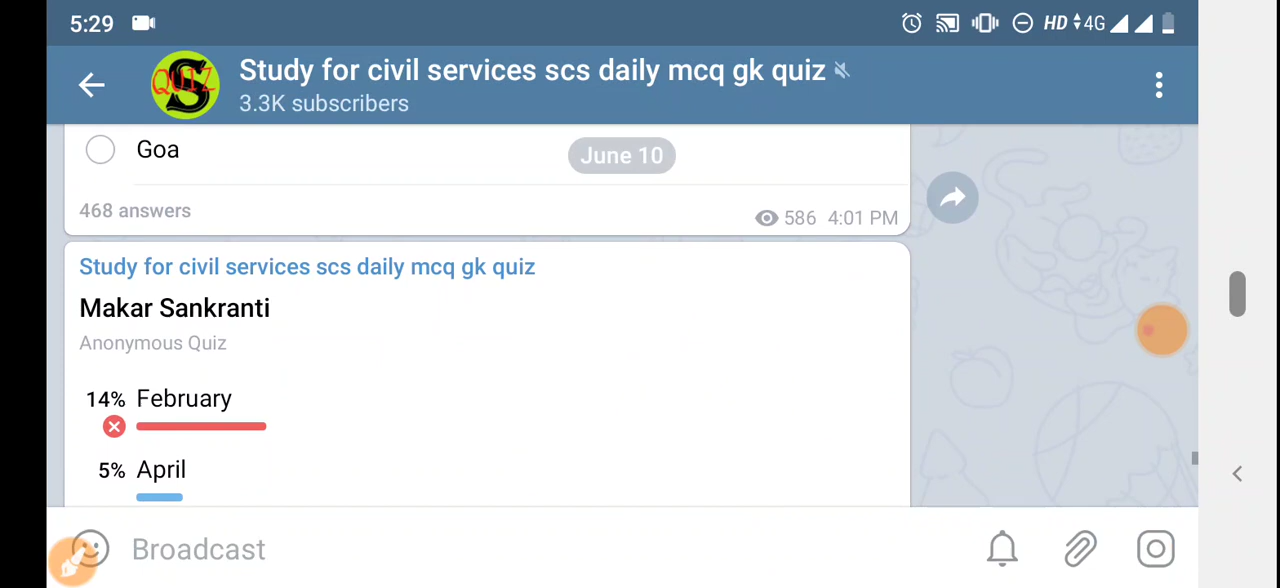 5:29 HD 4G
QUIZ S
Study for civil services scs daily mcq gk quiz
3.3K subscribers
Goa
June 10
468 answers
586 4:01 PM
Study for civil services scs daily mcq gk quiz
Makar Sankranti
Anonymous Quiz
14% February
5% April
Broadcast